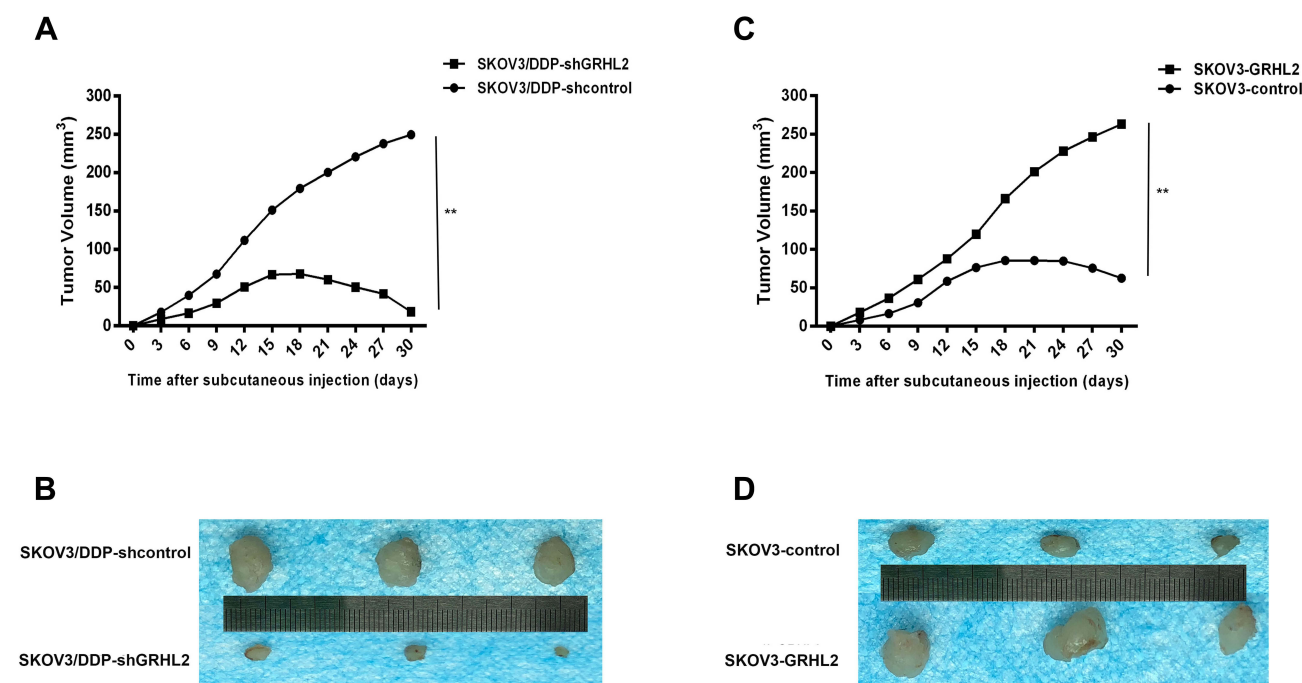 A
SKOV3/DDP-shGRHL2
SKOV3/DDP-shcontrol
Tumor Volume (mm3)
300
250
200
150
100
50
0
0 3 6 9 12 15 18 21 24 27 30
Time after subcutaneous injection (days)
**
C
SKOV3-GRHL2
SKOV3-control
Tumor Volume (mm3)
300
250
200
150
100
50
0
0 3 6 9 12 15 18 21 24 27 30
Time after subcutaneous injection (days)
**
B
SKOV3/DDP-shcontrol
SKOV3/DDP-shGRHL2
D
SKOV3-control
SKOV3-GRHL2